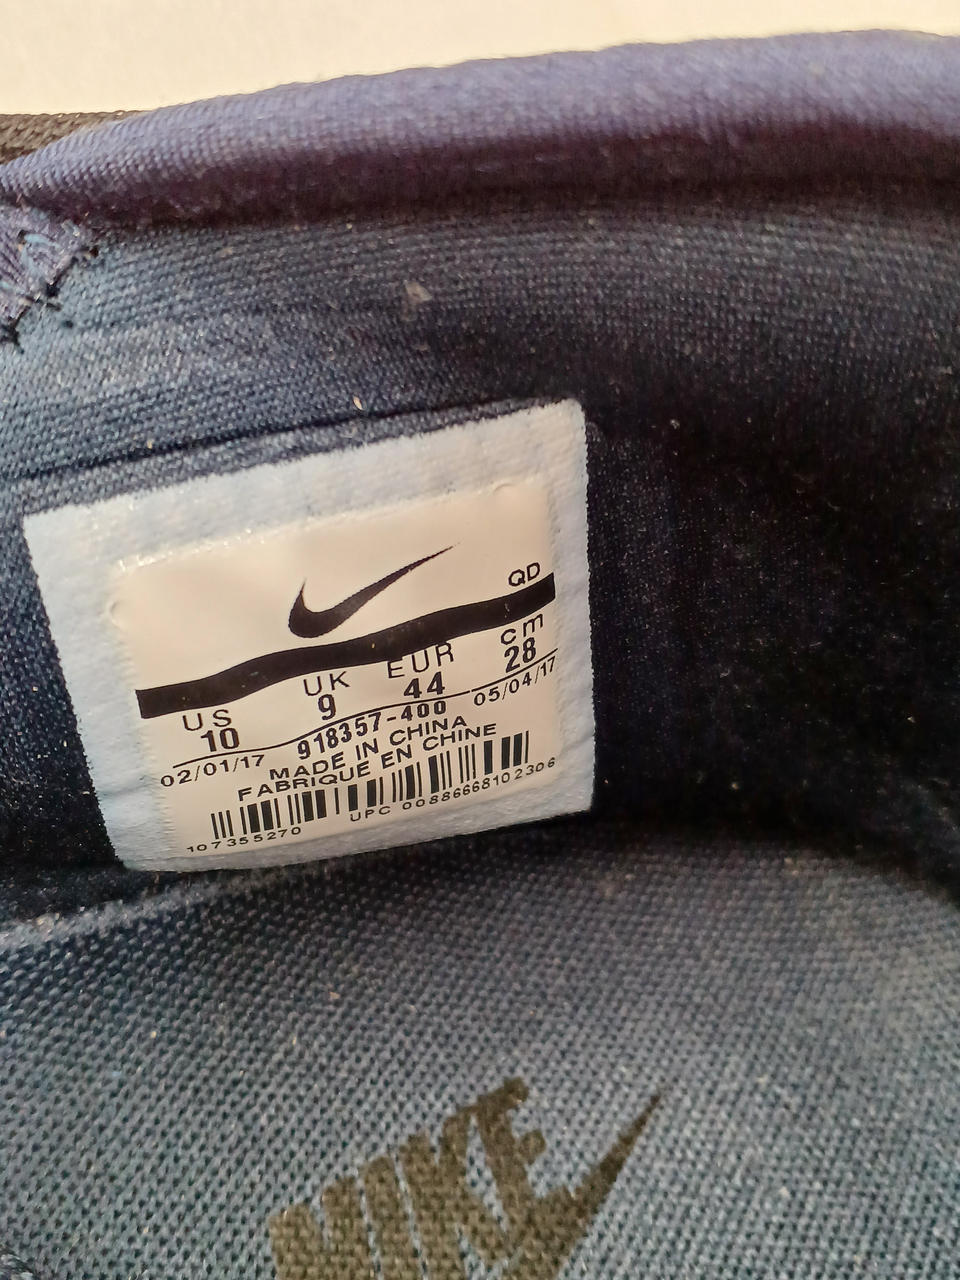 QD
US UK EUR cm
10 9 44 28
02/01/17 918357-400 05/04/17
MADE IN CHINA
FABRIQUE EN CHINE
107355270 UPC 00886668102306
NIKE